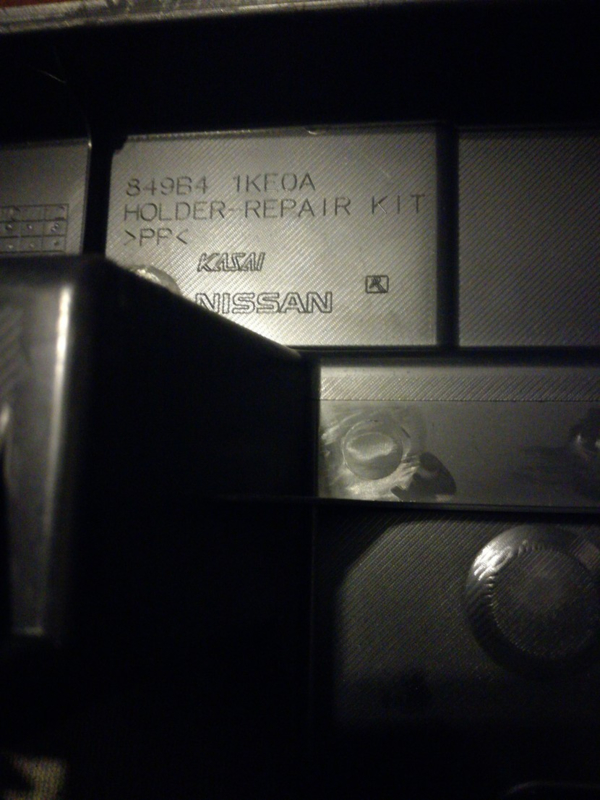 849B4 1KF0A
HOLDER-REPAIR KIT
>PP<
KASAI
NISSAN